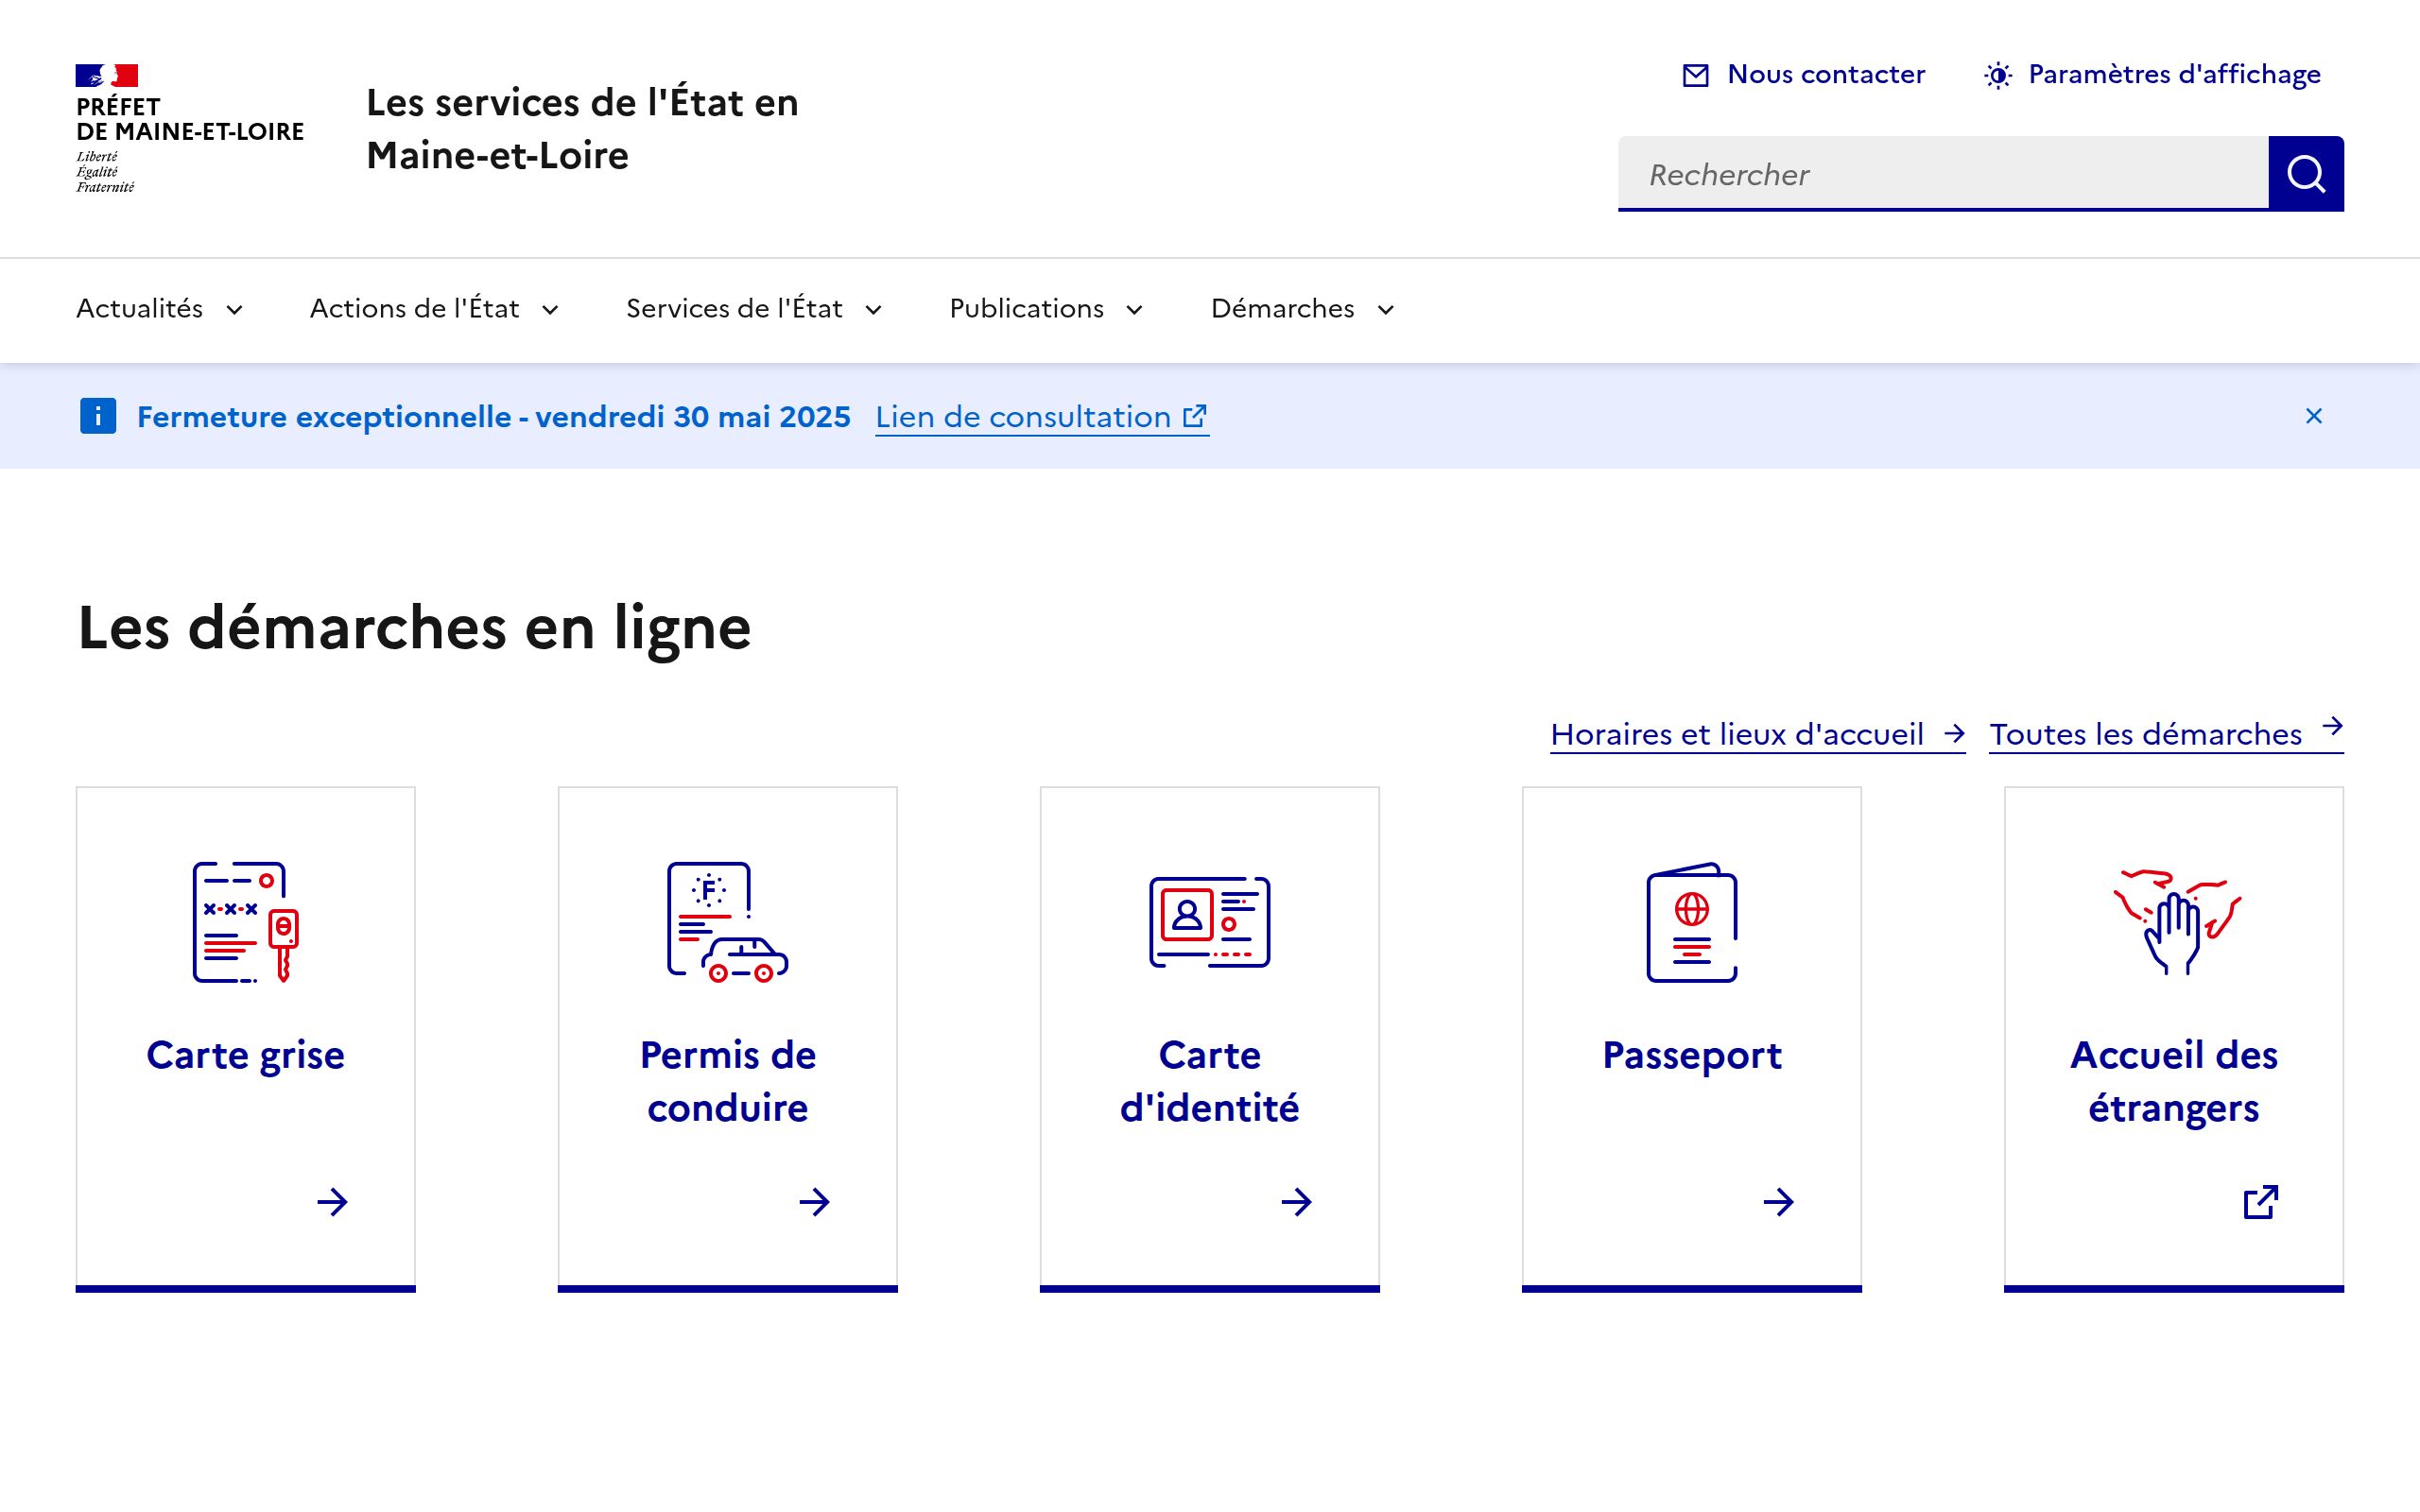 PRÉFET
DE MAINE-ET-LOIRE
Liberté
Égalité
Fraternité
Les services de l'État en
Maine-et-Loire
Nous contacter
Paramètres d'affichage
Rechercher
Actualités
Actions de l'État
Services de l'État
Publications
Démarches
Fermeture exceptionnelle - vendredi 30 mai 2025 Lien de consultation
Les démarches en ligne
Horaires et lieux d'accueil
Toutes les démarches
Carte grise
Permis de
conduire
Carte
d'identité
Passeport
Accueil des
étrangers